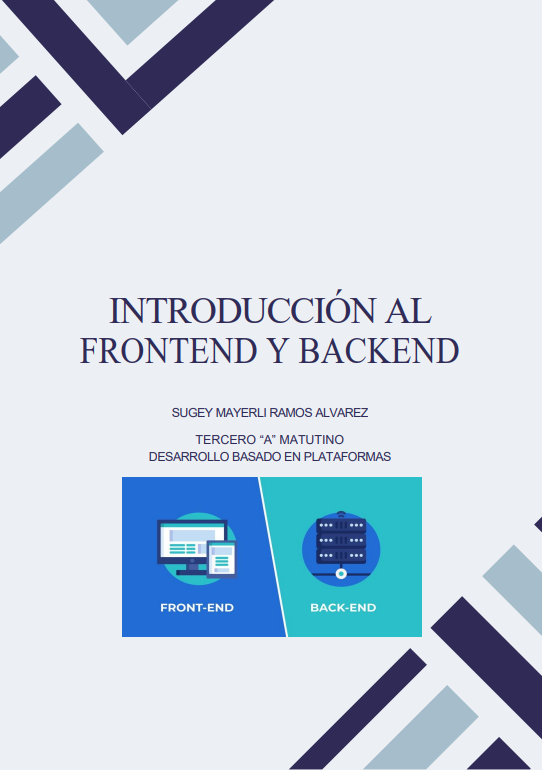 INTRODUCCIÓN AL
FRONTEND Y BACKEND
SUGEY MAYERLI RAMOS ALVAREZ
TERCERO “A” MATUTINO
DESARROLLO BASADO EN PLATAFORMAS
FRONT-END
BACK-END